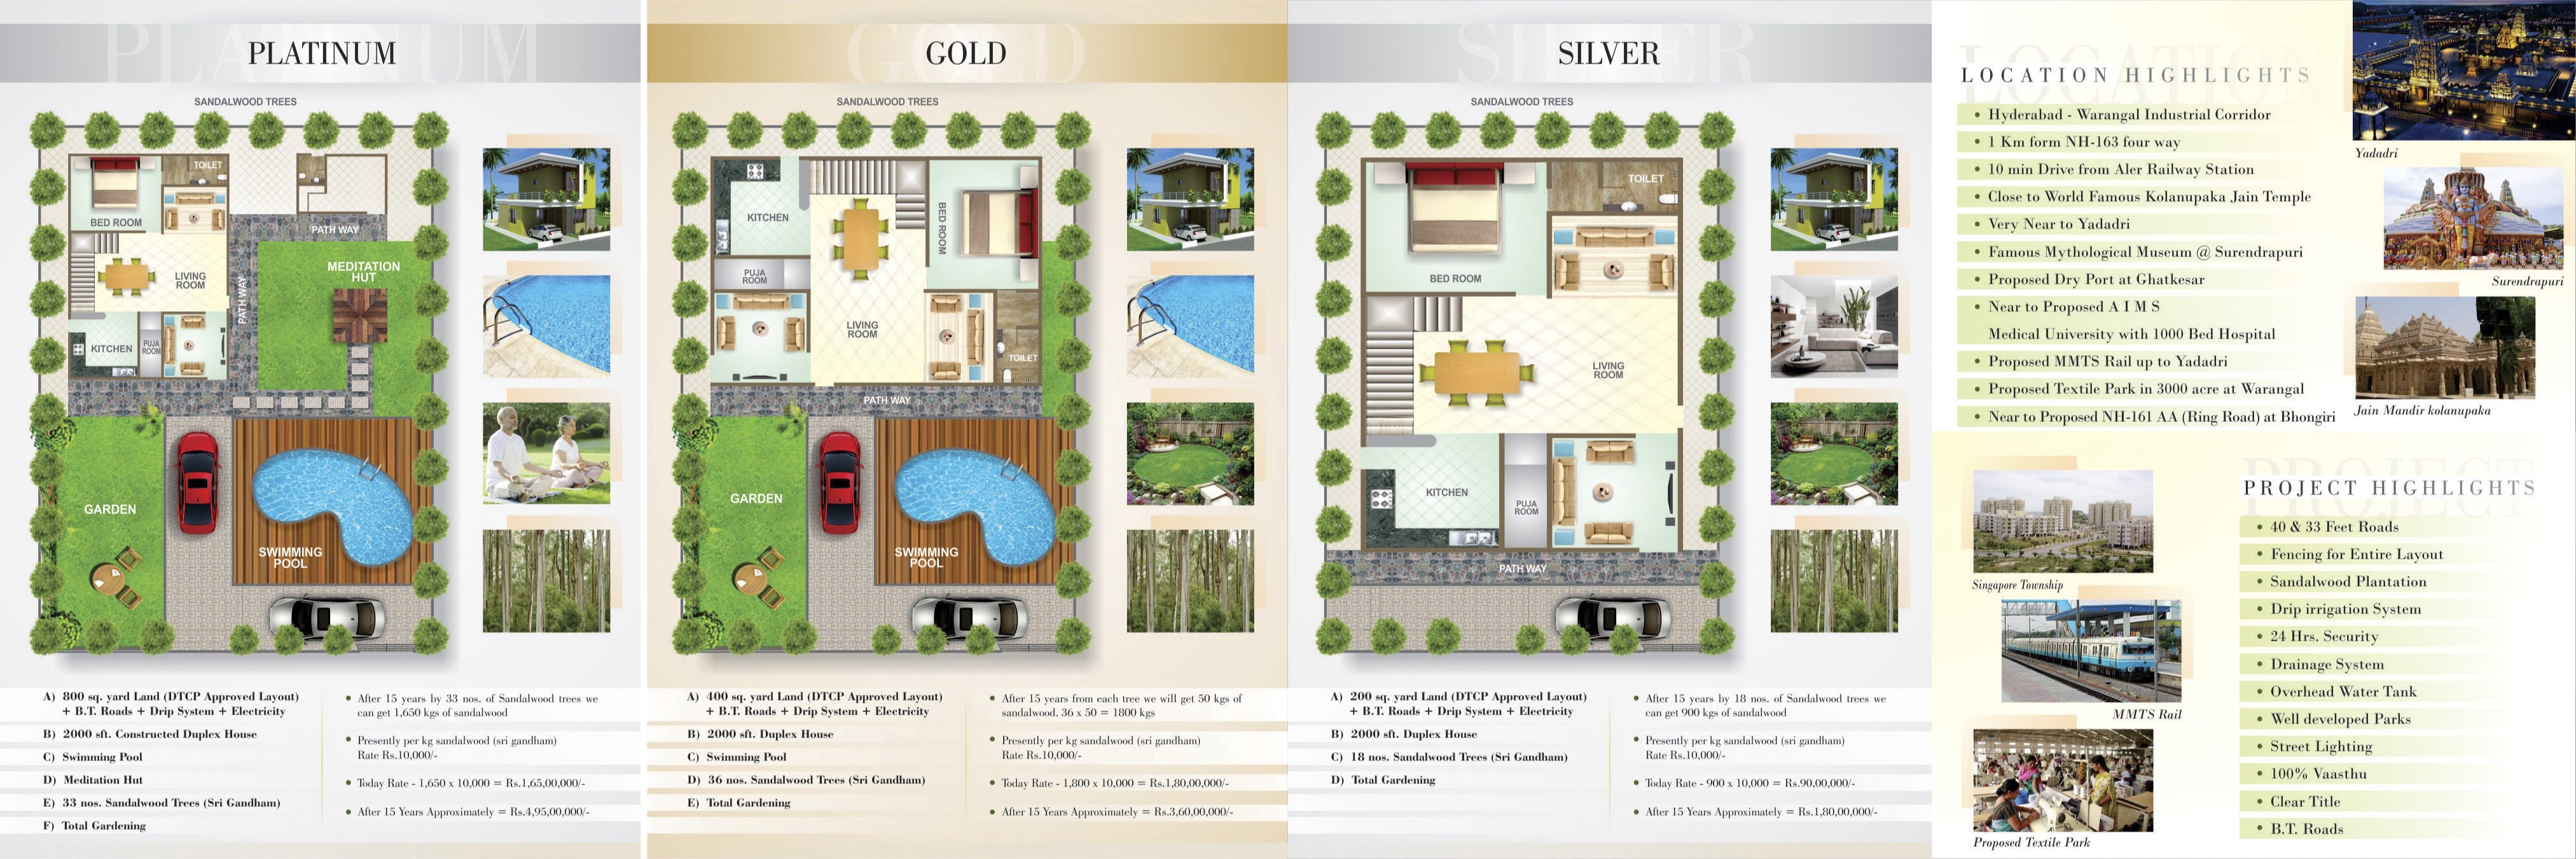 PLATINUM
SANDALWOOD TREES
TOILET
BED ROOM
PATH WAY
MEDITATION
HUT
LIVING
ROOM
PATH WAY
KITCHEN
PUJA
ROOM
GARDEN
SWIMMING
POOL
A) 800 sq. yard Land (DTCP Approved Layout)
+ B.T. Roads + Drip System + Electricity
B) 2000 sft. Constructed Duplex House
C) Swimming Pool
D) Meditation Hut
E) 33 nos. Sandalwood Trees (Sri Gandham)
F) Total Gardening
• After 15 years by 33 nos. of Sandalwood trees we
can get 1,650 kgs of sandalwood
• Presently per kg sandalwood (sri gandham)
Rate Rs.10,000/-
• Today Rate - 1,650 x 10,000 = Rs.1,65,00,000/-
• After 15 Years Approximately = Rs.4,95,00,000/-
GOLD
SANDALWOOD TREES
KITCHEN
BED ROOM
PUJA
ROOM
LIVING
ROOM
TOILET
PATH WAY
GARDEN
SWIMMING
POOL
A) 400 sq. yard Land (DTCP Approved Layout)
+ B.T. Roads + Drip System + Electricity
B) 2000 sft. Duplex House
C) Swimming Pool
D) 36 nos. Sandalwood Trees (Sri Gandham)
E) Total Gardening
• After 15 years from each tree we will get 50 kgs of
sandalwood. 36 x 50 = 1800 kgs
• Presently per kg sandalwood (sri gandham)
Rate Rs.10,000/-
• Today Rate - 1,800 x 10,000 = Rs.1,80,00,000/-
• After 15 Years Approximately = Rs.3,60,00,000/-
SILVER
SANDALWOOD TREES
TOILET
BED ROOM
LIVING
ROOM
KITCHEN
PUJA
ROOM
PATH WAY
A) 200 sq. yard Land (DTCP Approved Layout)
+ B.T. Roads + Drip System + Electricity
B) 2000 sft. Duplex House
C) 18 nos. Sandalwood Trees (Sri Gandham)
D) Total Gardening
• After 15 years by 18 nos. of Sandalwood trees we
can get 900 kgs of sandalwood
• Presently per kg sandalwood (sri gandham)
Rate Rs.10,000/-
• Today Rate - 900 x 10,000 = Rs.90,00,000/-
• After 15 Years Approximately = Rs.1,80,00,000/-
LOCATION HIGHLIGHTS
• Hyderabad - Warangal Industrial Corridor
• 1 Km form NH-163 four way
• 10 min Drive from Aler Railway Station
• Close to World Famous Kolanupaka Jain Temple
• Very Near to Yadadri
• Famous Mythological Museum @ Surendrapuri
• Proposed Dry Port at Ghatkesar
• Near to Proposed A I M S
Medical University with 1000 Bed Hospital
• Proposed MMTS Rail up to Yadadri
• Proposed Textile Park in 3000 acre at Warangal
• Near to Proposed NH-161 AA (Ring Road) at Bhongiri
Yadadri
Surendrapuri
Jain Mandir kolanupaka
Singapore Township
MMTS Rail
Proposed Textile Park
PROJECT HIGHLIGHTS
• 40 & 33 Feet Roads
• Fencing for Entire Layout
• Sandalwood Plantation
• Drip irrigation System
• 24 Hrs. Security
• Drainage System
• Overhead Water Tank
• Well developed Parks
• Street Lighting
• 100% Vaasthu
• Clear Title
• B.T. Roads